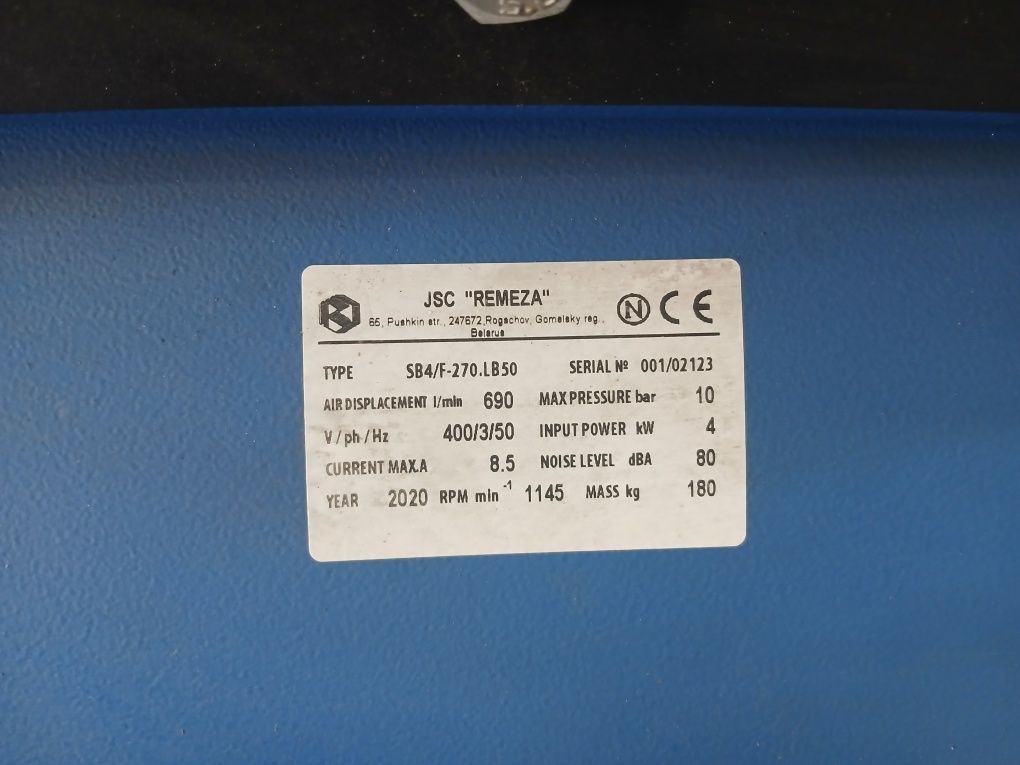 JSC "REMEZA"
65, Pushkin str., 247672,Rogachov, Gomelsky reg.,
Belarus
N CE
TYPE SB4/F-270.LB50 SERIAL Nº 001/02123
AIR DISPLACEMENT l/min 690 MAX PRESSURE bar 10
V/ph/Hz 400/3/50 INPUT POWER kW 4
CURRENT MAX.A 8.5 NOISE LEVEL dBA 80
YEAR 2020 RPM min⁻¹ 1145 MASS kg 180